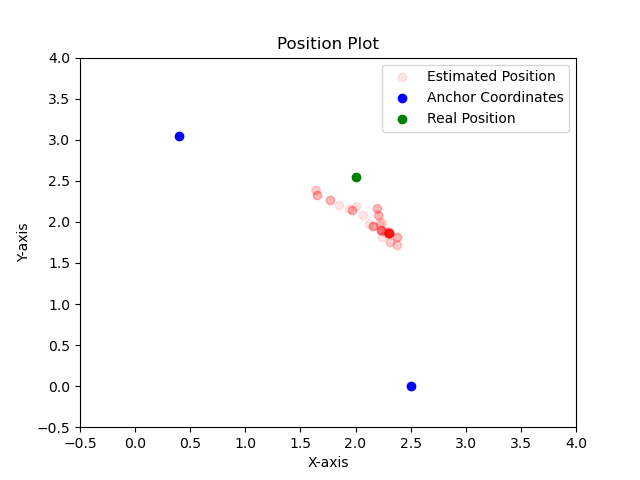 Position Plot
4.0
3.5
3.0
2.5
2.0
1.5
1.0
0.5
0.0
−0.5
Y-axis
Estimated Position
Anchor Coordinates
Real Position
−0.5 0.0 0.5 1.0 1.5 2.0 2.5 3.0 3.5 4.0
X-axis